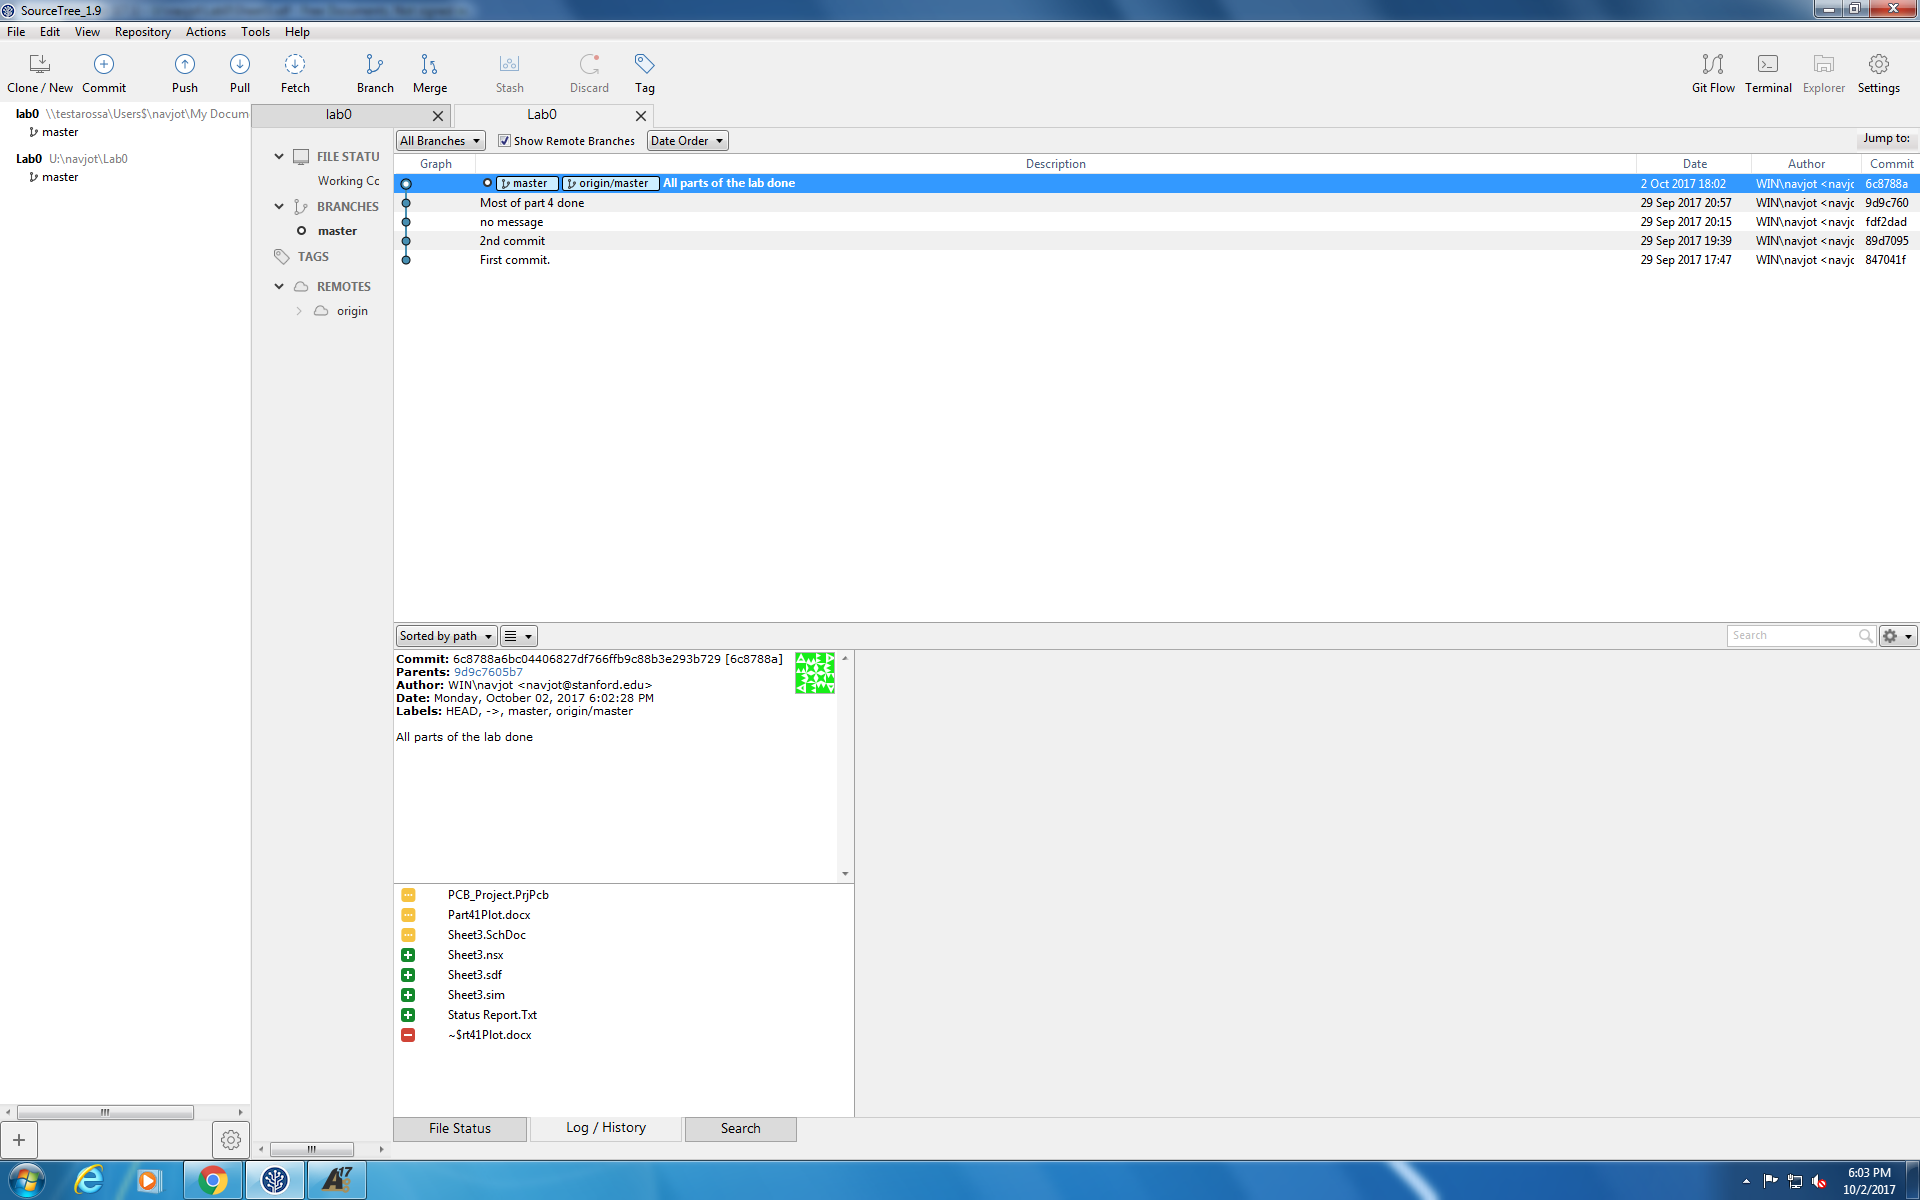 SourceTree_1.9
File Edit View Repository Actions Tools Help
Clone / New Commit Push Pull Fetch Branch Merge Stash Discard Tag Git Flow Terminal Explorer Settings
lab0 \\testarossa\Users$\navjot\My Docum
master
Lab0 U:\navjot\Lab0
master
lab0 Lab0
FILE STATU
Working Cc
BRANCHES
master
TAGS
REMOTES
origin
All Branches Show Remote Branches Date Order Jump to:
Graph Description Date Author Commit
master origin/master All parts of the lab done 2 Oct 2017 18:02 WIN\navjot <navjc 6c8788a
Most of part 4 done 29 Sep 2017 20:57 WIN\navjot <navjc 9d9c760
no message 29 Sep 2017 20:15 WIN\navjot <navjc fdf2dad
2nd commit 29 Sep 2017 19:39 WIN\navjot <navjc 89d7095
First commit. 29 Sep 2017 17:47 WIN\navjot <navjc 847041f
Sorted by path Search
Commit: 6c8788a6bc04406827df766ffb9c88b3e293b729 [6c8788a]
Parents: 9d9c7605b7
Author: WIN\navjot <navjot@stanford.edu>
Date: Monday, October 02, 2017 6:02:28 PM
Labels: HEAD, ->, master, origin/master
All parts of the lab done
PCB_Project.PrjPcb
Part41Plot.docx
Sheet3.SchDoc
Sheet3.nsx
Sheet3.sdf
Sheet3.sim
Status Report.Txt
~$rt41Plot.docx
File Status Log / History Search
17
6:03 PM
10/2/2017